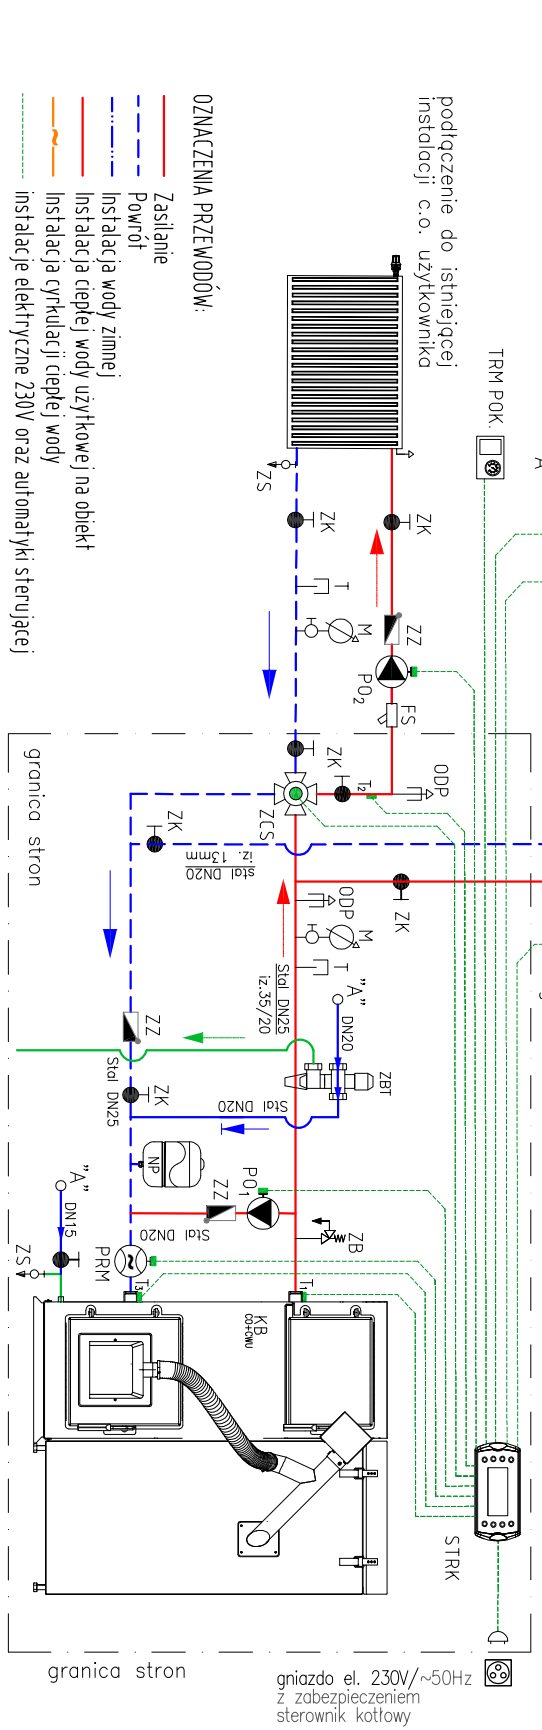 podłączenie do istniejącej
instalacji c.o. użytkownika
OZNACZENIA PRZEWODÓW:
Zasilanie
Powrót
Instalacja wody zimnej
Instalacja ciepłej wody użytkowej na obiekt
Instalacja cyrkulacji ciepłej wody
instalacje elektryczne 230V oraz automatyki sterującej
TRM POK.
ZS
ZK
ZK
T
M
ZZ
PO2
FS
ZK
T2
ODP
ZCS
granica stron
ZK
stal DN20
iz. 13mm
ZK
ODP
M
T
Stal DN25
iz.35/20
"A"
DN20
ZBT
ZZ
Stal DN25
ZK
Stal DN20
NP
PO1
ZZ
Stal DN20
ZB
"A"
DN15
ZS
PRM
T3
T1
KB
CO+CWU
STRK
granica stron
gniazdo el. 230V/~50Hz
z zabezpieczeniem
sterownik kotłowy